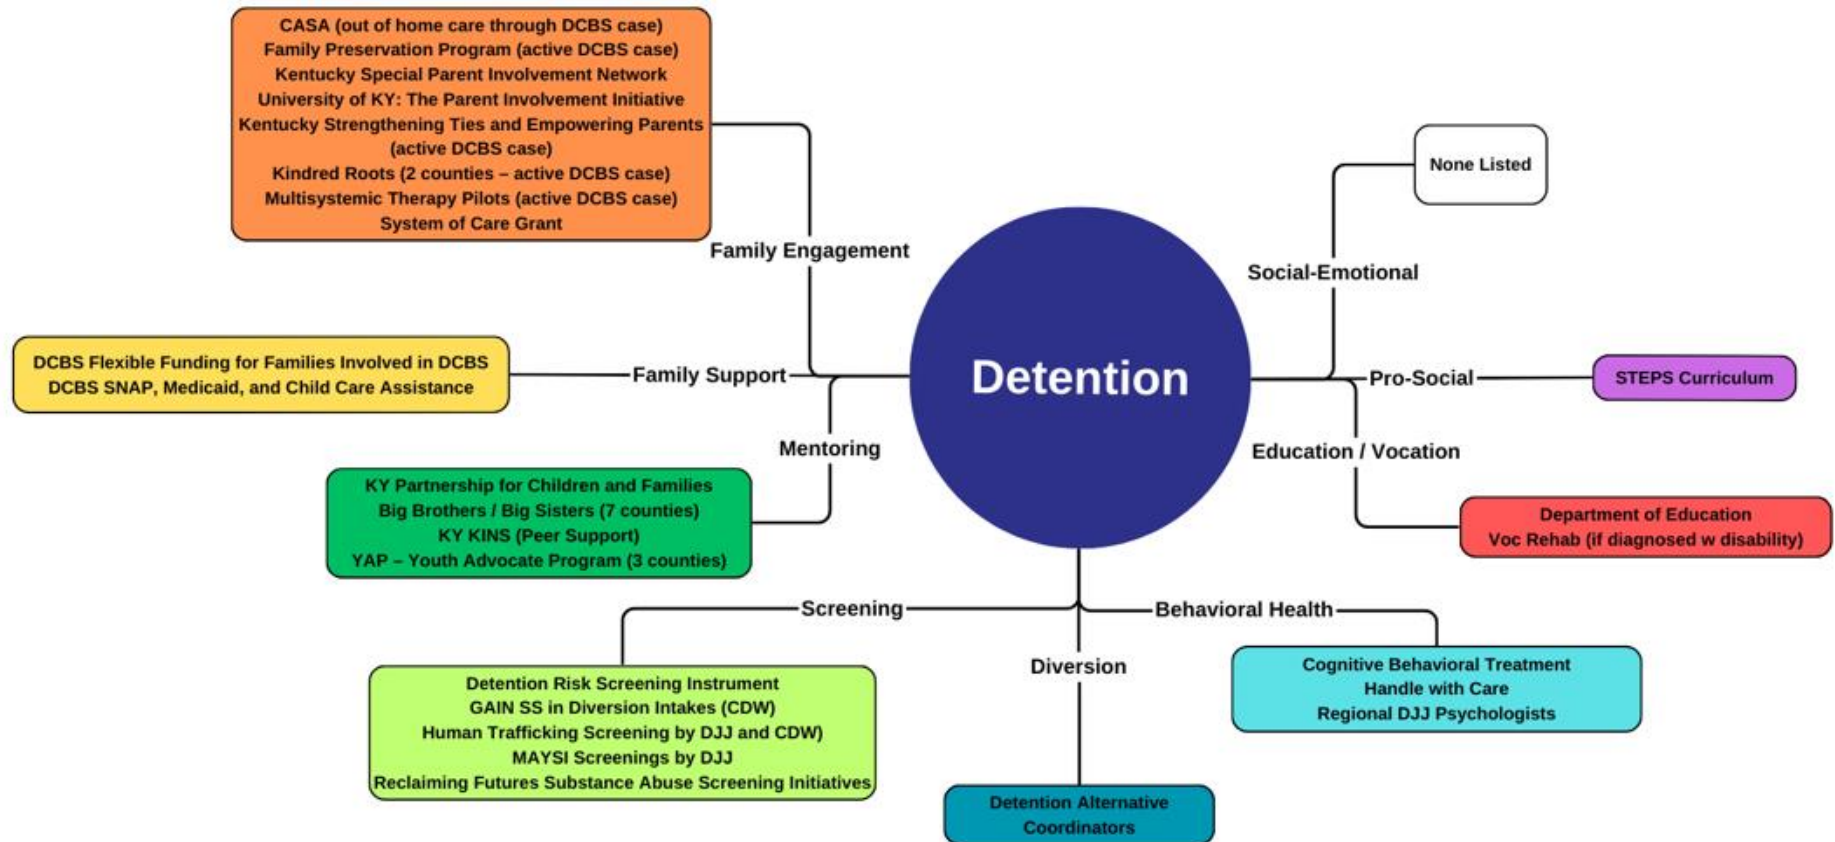 CASA (out of home care through DCBS case)
Family Preservation Program (active DCBS case)
Kentucky Special Parent Involvement Network
University of KY: The Parent Involvement Initiative
Kentucky Strengthening Ties and Empowering Parents
(active DCBS case)
Kindred Roots (2 counties – active DCBS case)
Multisystemic Therapy Pilots (active DCBS case)
System of Care Grant
Family Engagement
None Listed
Social-Emotional
DCBS Flexible Funding for Families Involved in DCBS
DCBS SNAP, Medicaid, and Child Care Assistance
Family Support
Detention
Pro-Social
STEPS Curriculum
Mentoring
KY Partnership for Children and Families
Big Brothers / Big Sisters (7 counties)
KY KINS (Peer Support)
YAP – Youth Advocate Program (3 counties)
Education / Vocation
Department of Education
Voc Rehab (if diagnosed w disability)
Screening
Detention Risk Screening Instrument
GAIN SS in Diversion Intakes (CDW)
Human Trafficking Screening by DJJ and CDW)
MAYSI Screenings by DJJ
Reclaiming Futures Substance Abuse Screening Initiatives
Diversion
Detention Alternative
Coordinators
Behavioral Health
Cognitive Behavioral Treatment
Handle with Care
Regional DJJ Psychologists